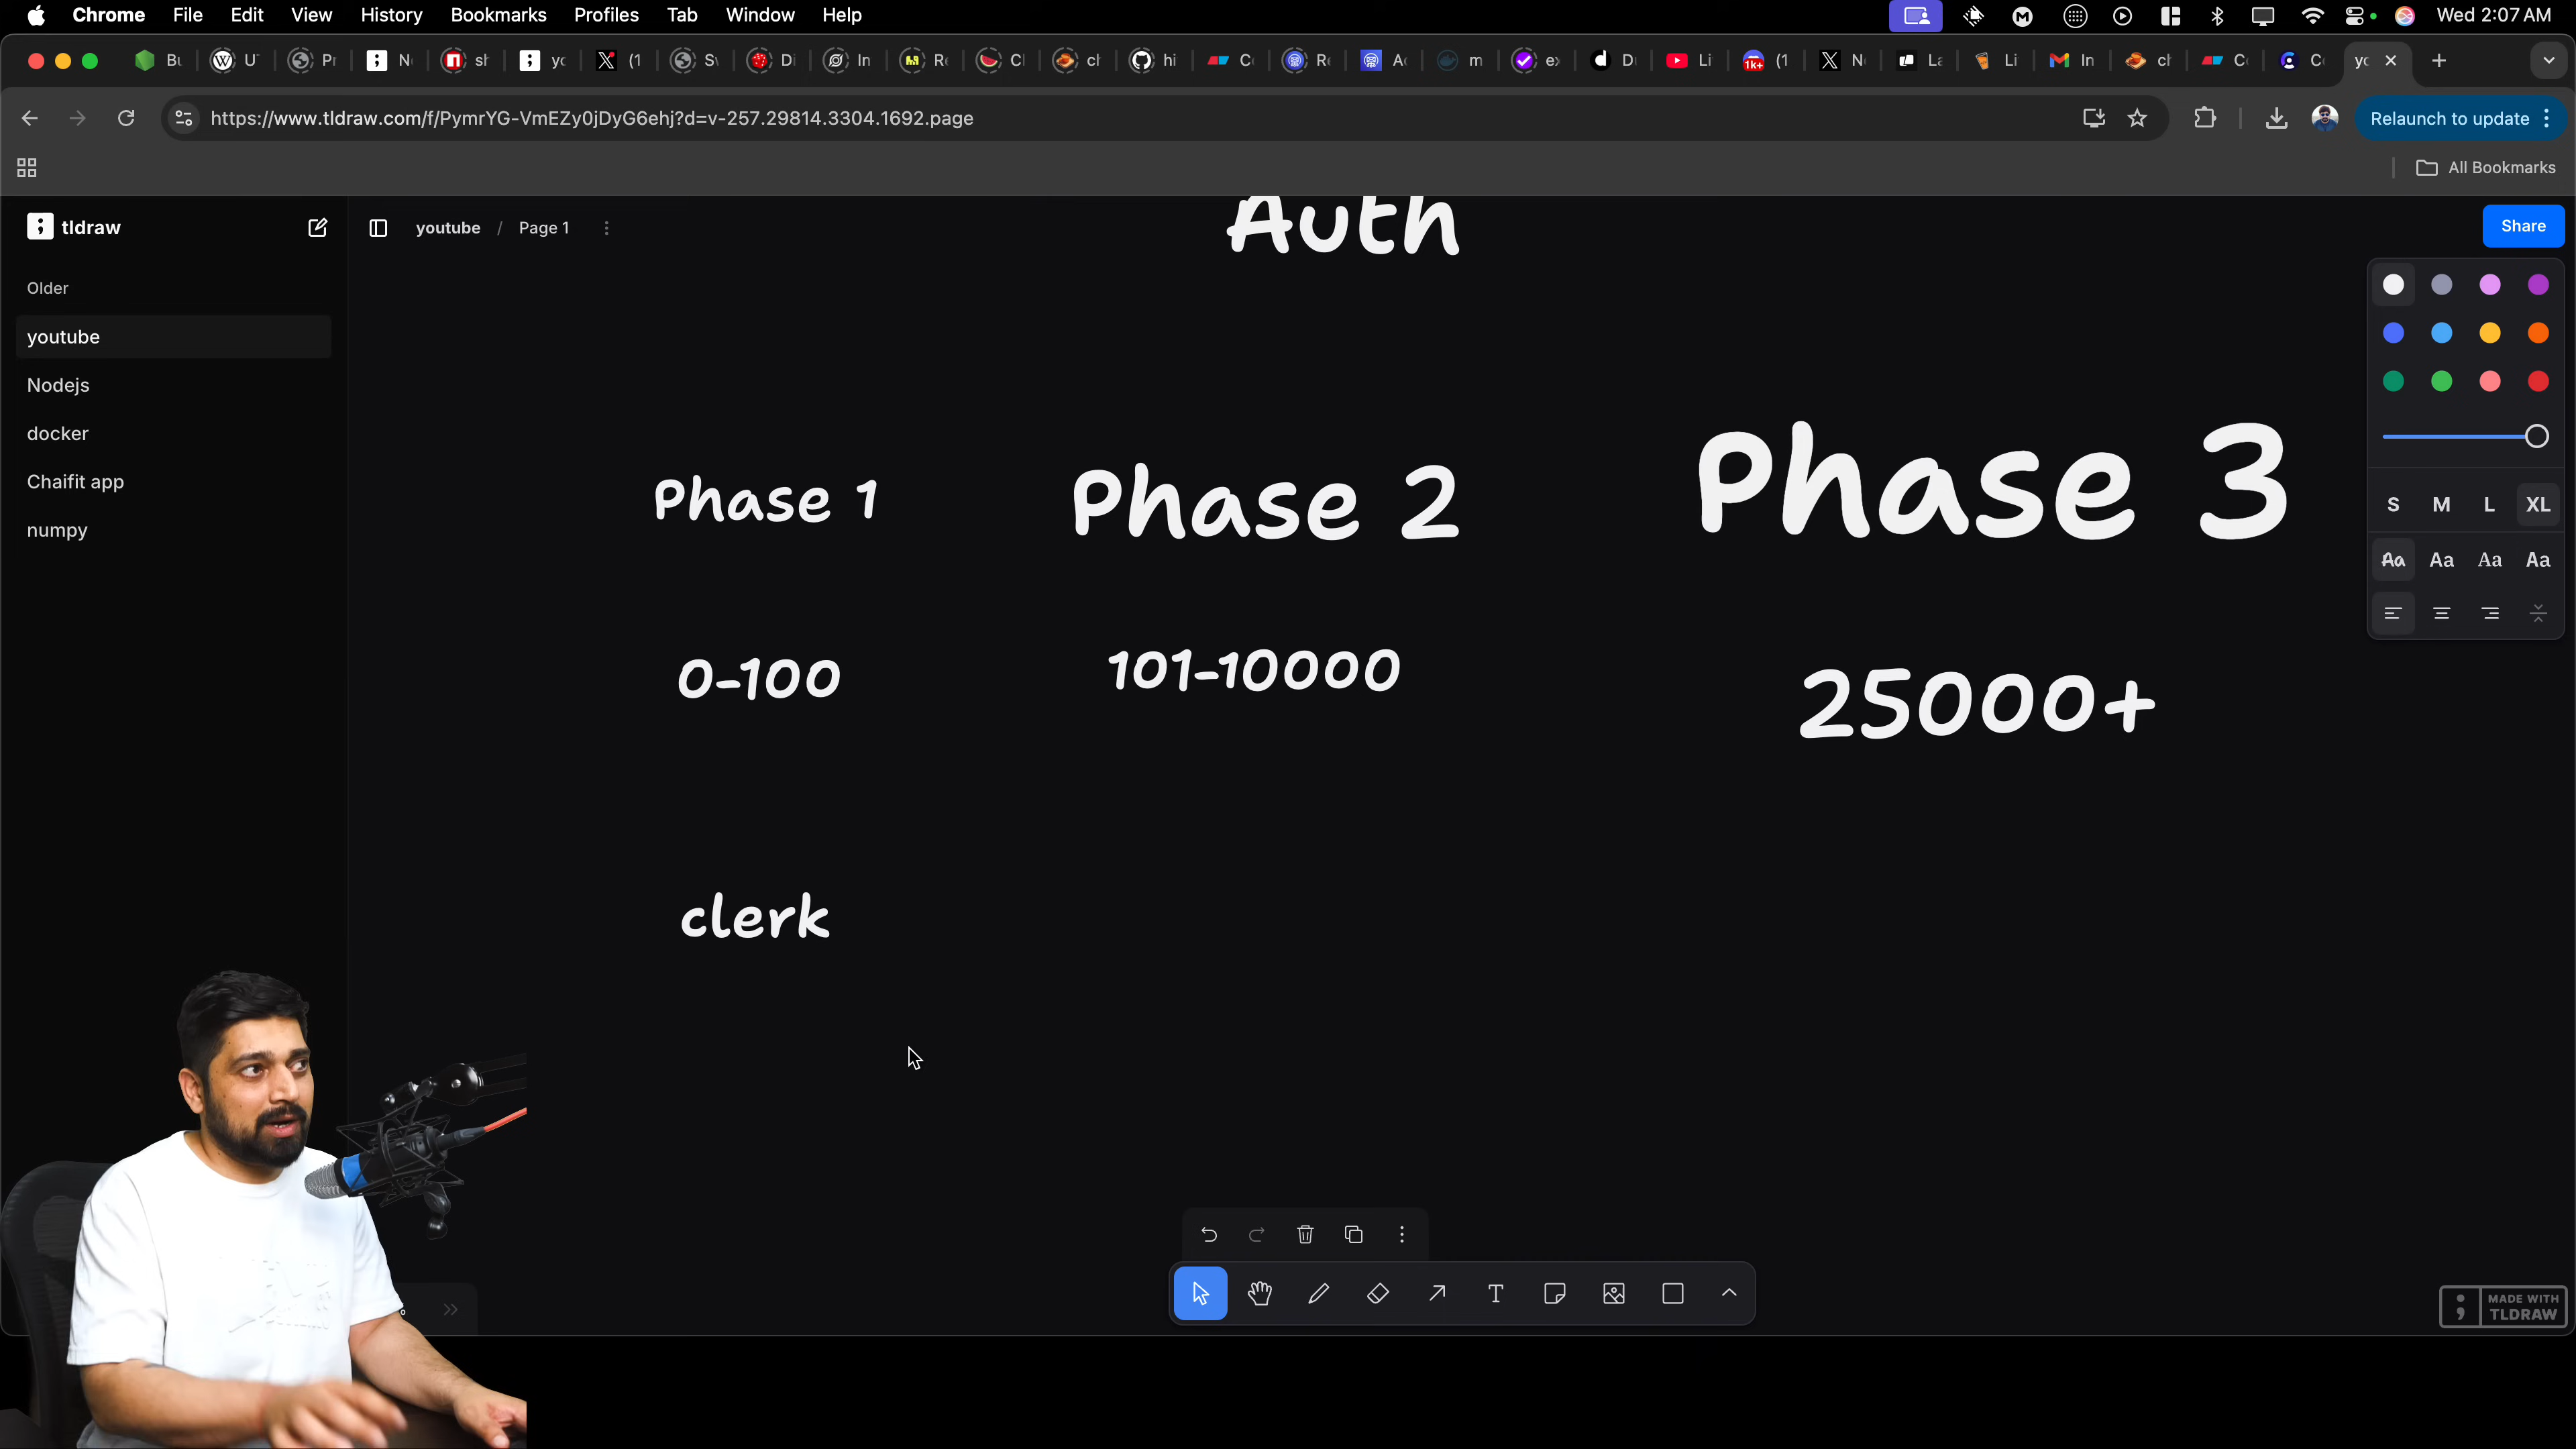 Chrome File Edit View History Bookmarks Profiles Tab Window Help Wed 2:07 AM
https://www.tldraw.com/f/PymrYG-VmEZy0jDyG6ehj?d=v-257.29814.3304.1692.page
Relaunch to update
All Bookmarks
tldraw
youtube / Page 1
Share
Auth
Older
youtube
Nodejs
docker
Chaifit app
numpy
Phase 1 Phase 2 Phase 3
S M L XL
Aa Aa Aa Aa
0-100 101-10000 25000+
clerk
MADE WITH
TLDRAW